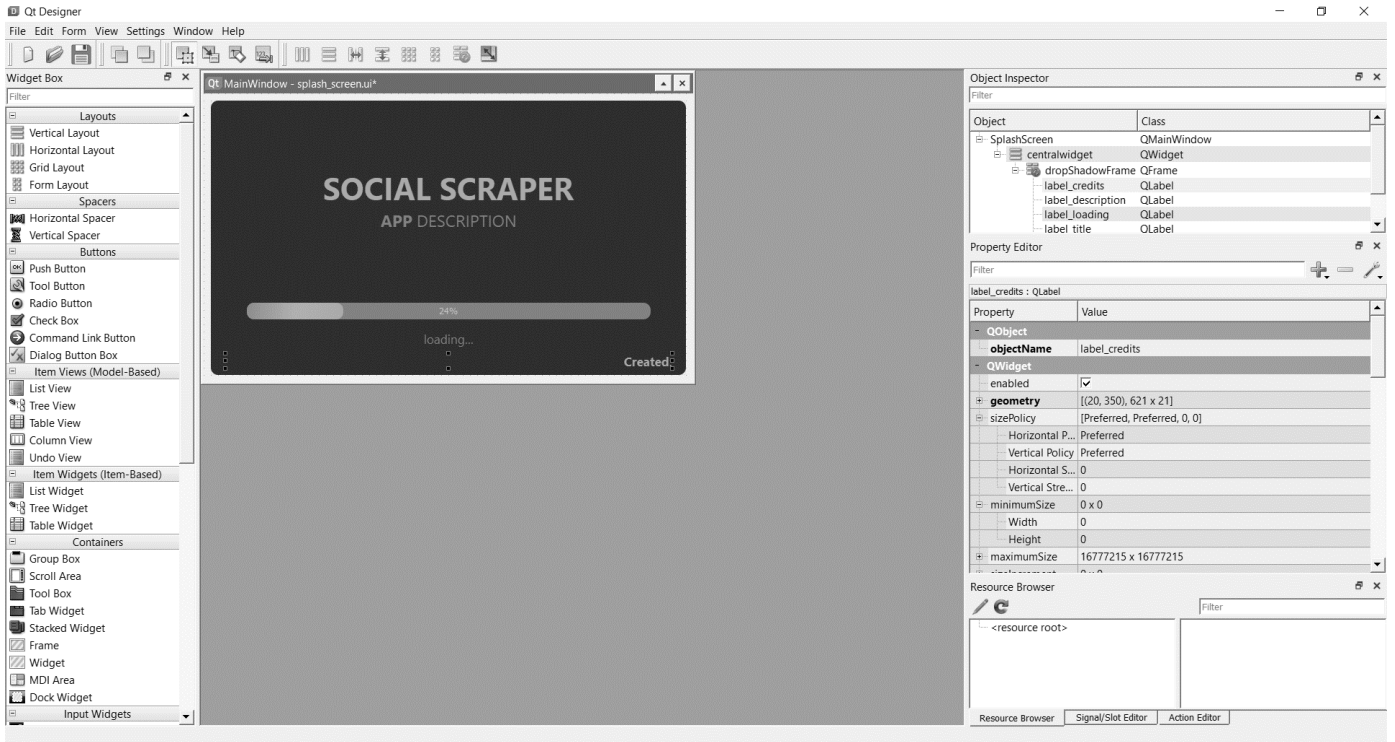 Qt Designer
File Edit Form View Settings Window Help
Widget Box
Filter
Layouts
Vertical Layout
Horizontal Layout
Grid Layout
Form Layout
Spacers
Horizontal Spacer
Vertical Spacer
Buttons
Push Button
Tool Button
Radio Button
Check Box
Command Link Button
Dialog Button Box
Item Views (Model-Based)
List View
Tree View
Table View
Column View
Undo View
Item Widgets (Item-Based)
List Widget
Tree Widget
Table Widget
Containers
Group Box
Scroll Area
Tool Box
Tab Widget
Stacked Widget
Frame
Widget
MDI Area
Dock Widget
Input Widgets
Qt MainWindow - splash_screen.ui*
SOCIAL SCRAPER
APP DESCRIPTION
24%
loading...
Created
Object Inspector
Filter
Object Class
SplashScreen QMainWindow
centralwidget QWidget
dropShadowFrame QFrame
label_credits QLabel
label_description QLabel
label_loading QLabel
label_title QLabel
Property Editor
Filter
label_credits : QLabel
Property Value
QObject
objectName label_credits
QWidget
enabled
geometry [(20, 350), 621 x 21]
sizePolicy [Preferred, Preferred, 0, 0]
Horizontal P... Preferred
Vertical Policy Preferred
Horizontal S... 0
Vertical Stre... 0
minimumSize 0 x 0
Width 0
Height 0
maximumSize 16777215 x 16777215
sizeIncrement 0 x 0
Resource Browser
Filter
<resource root>
Resource Browser Signal/Slot Editor Action Editor